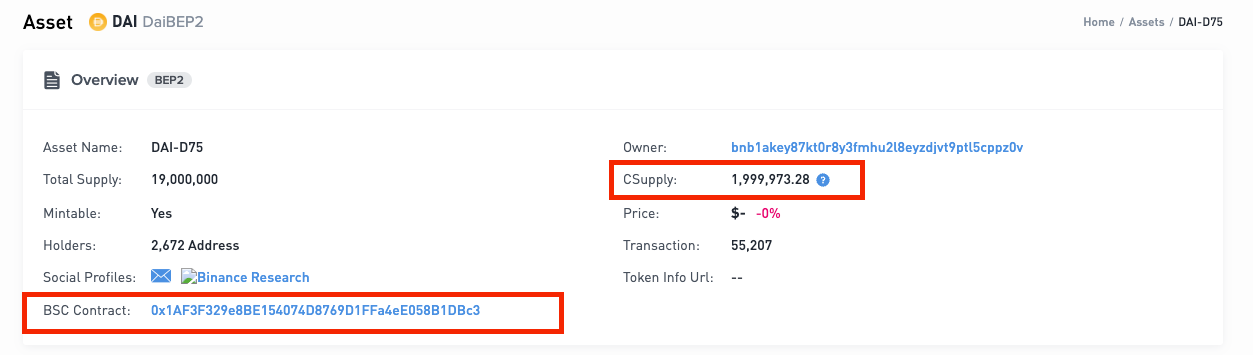 Asset DAI DaiBEP2
Home / Assets / DAI-D75
Overview BEP2
Asset Name: DAI-D75
Owner: bnb1akey87kt0r8y3fmhu2l8eyzdjvt9ptl5cppz0v
Total Supply: 19,000,000
CSupply: 1,999,973.28 ?
Mintable: Yes
Price: $- -0%
Holders: 2,672 Address
Transaction: 55,207
Social Profiles: Binance Research
Token Info Url: --
BSC Contract: 0x1AF3F329e8BE154074D8769D1FFa4eE058B1DBc3